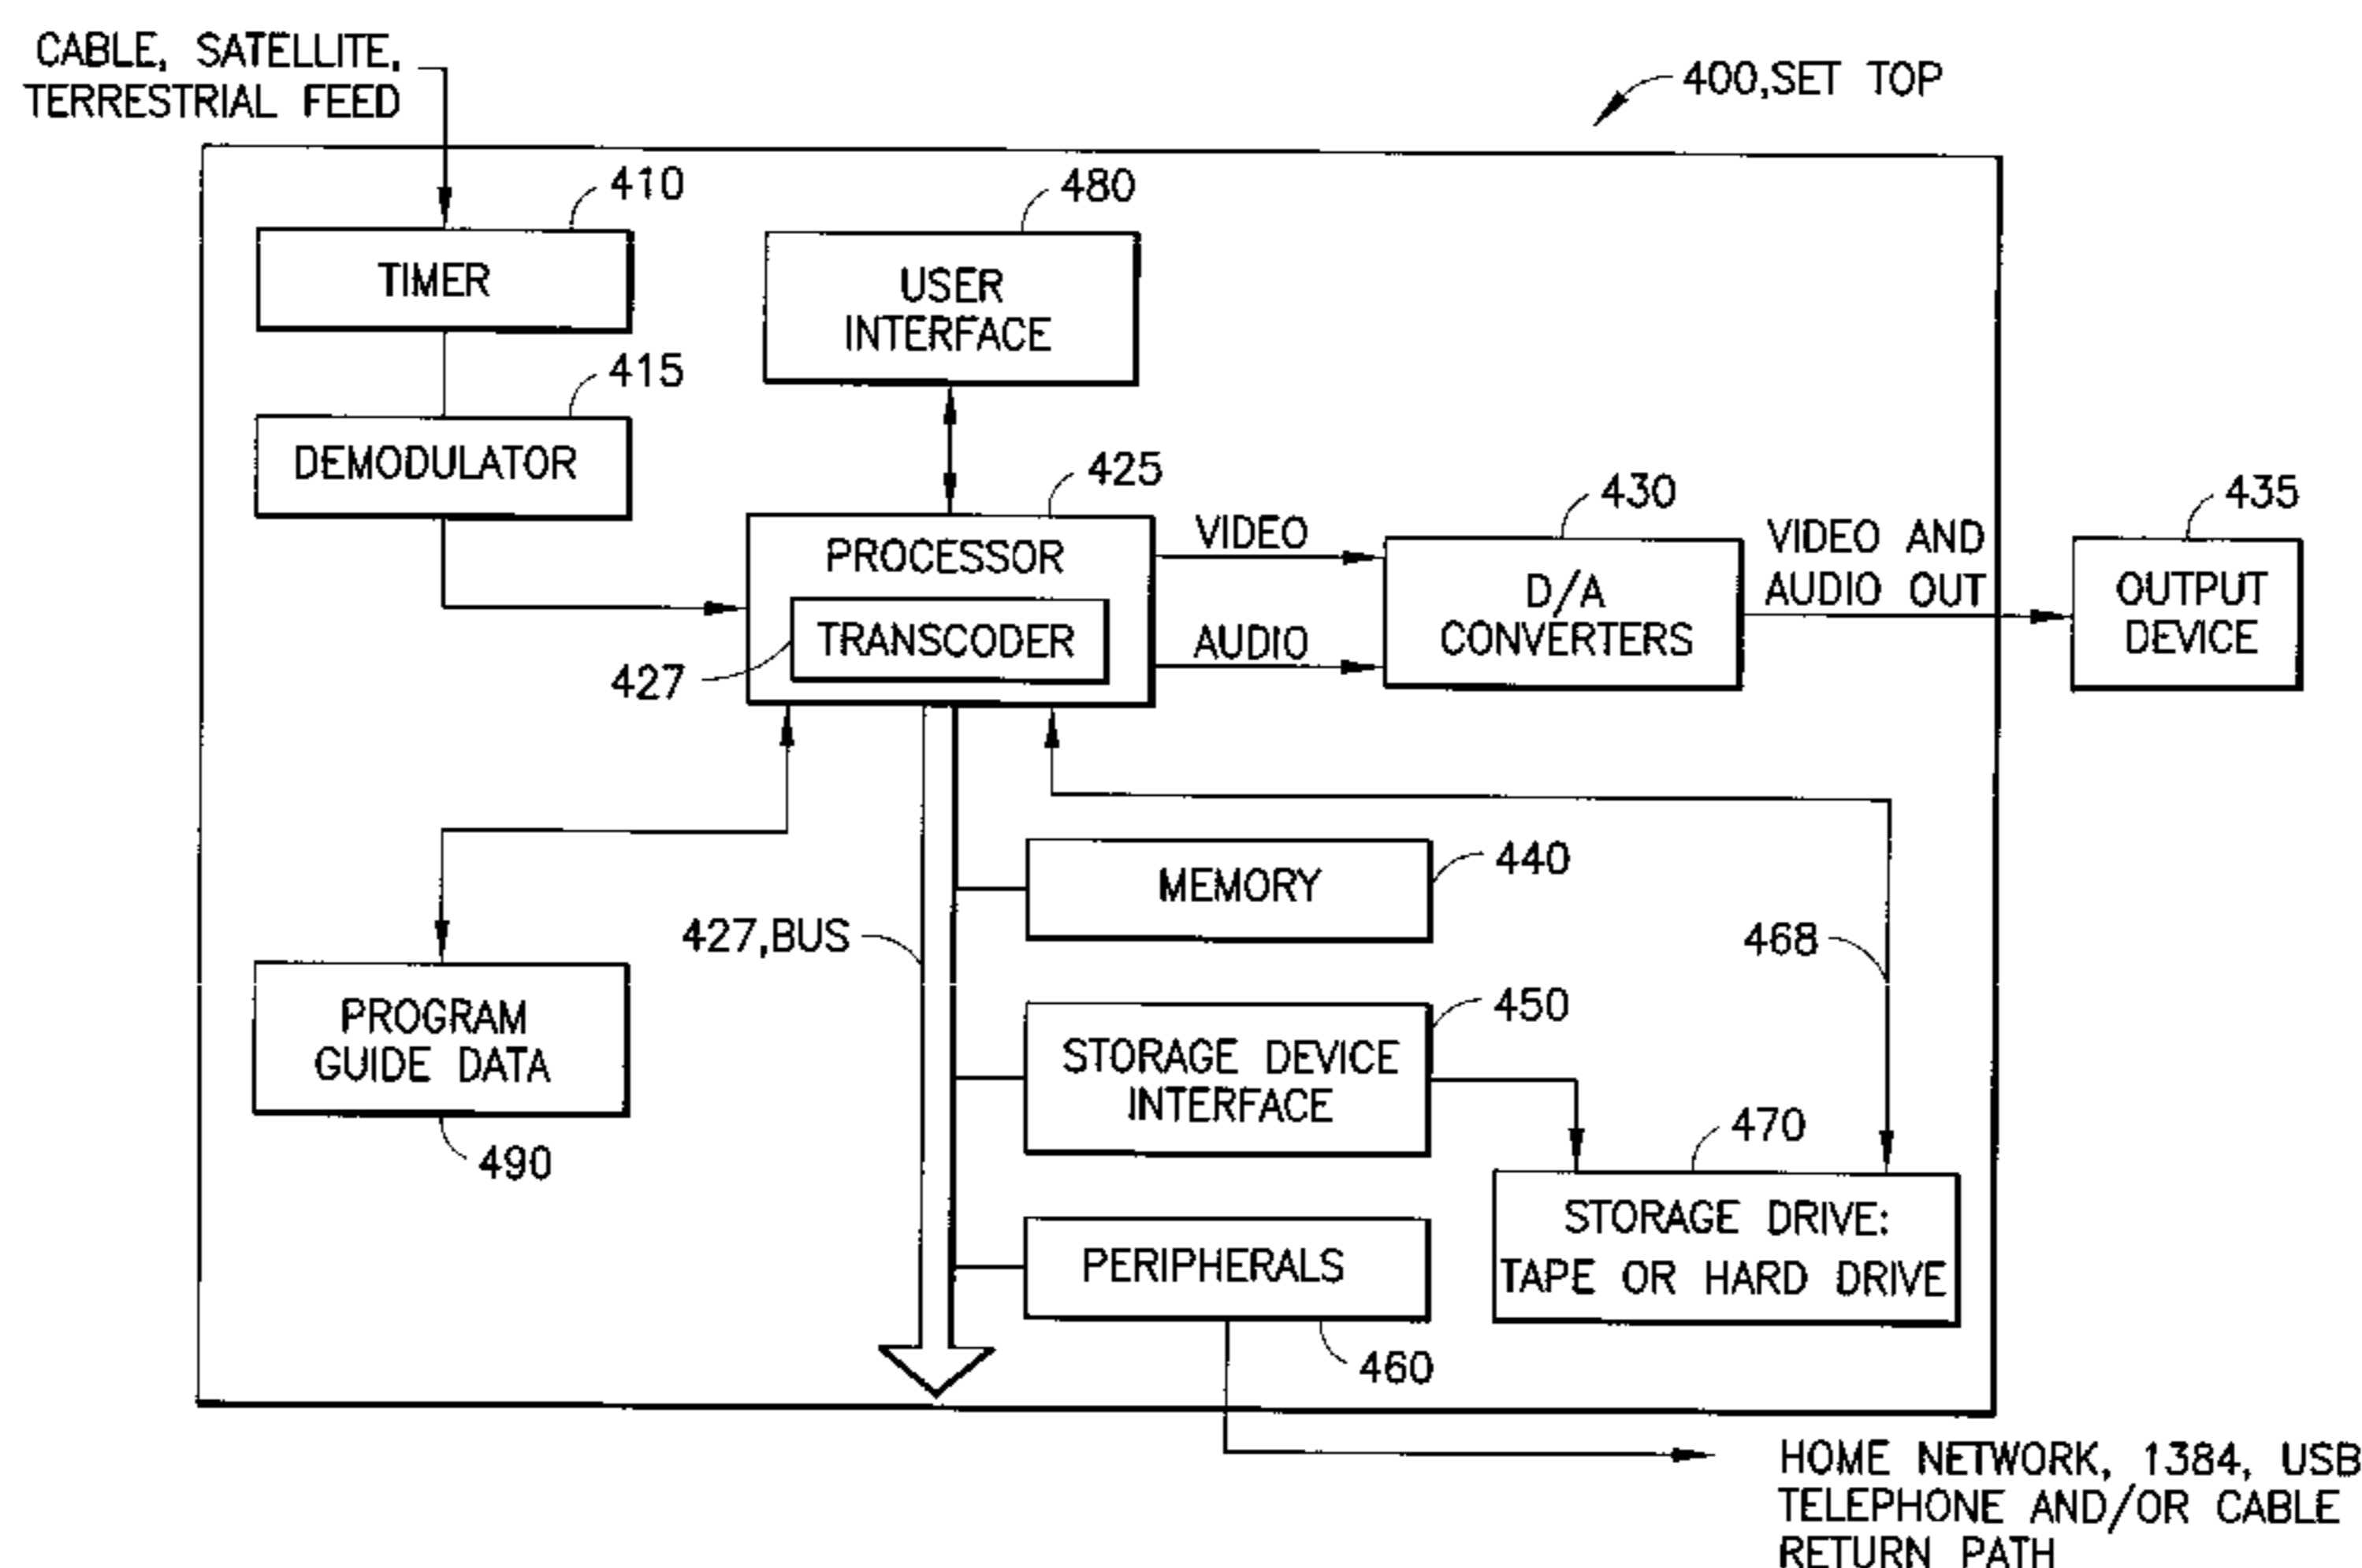 CABLE, SATELLITE,
TERRESTRIAL FEED
400,SET TOP
410
TIMER
480
USER
INTERFACE
415
DEMODULATOR
425
PROCESSOR
TRANSCODER
427
VIDEO
AUDIO
430
D/A
CONVERTERS
VIDEO AND
AUDIO OUT
435
OUTPUT
DEVICE
440
MEMORY
427,BUS
468
PROGRAM
GUIDE DATA
490
450
STORAGE DEVICE
INTERFACE
470
STORAGE DRIVE:
TAPE OR HARD DRIVE
PERIPHERALS
460
HOME NETWORK, 1384, USB
TELEPHONE AND/OR CABLE
RETURN PATH